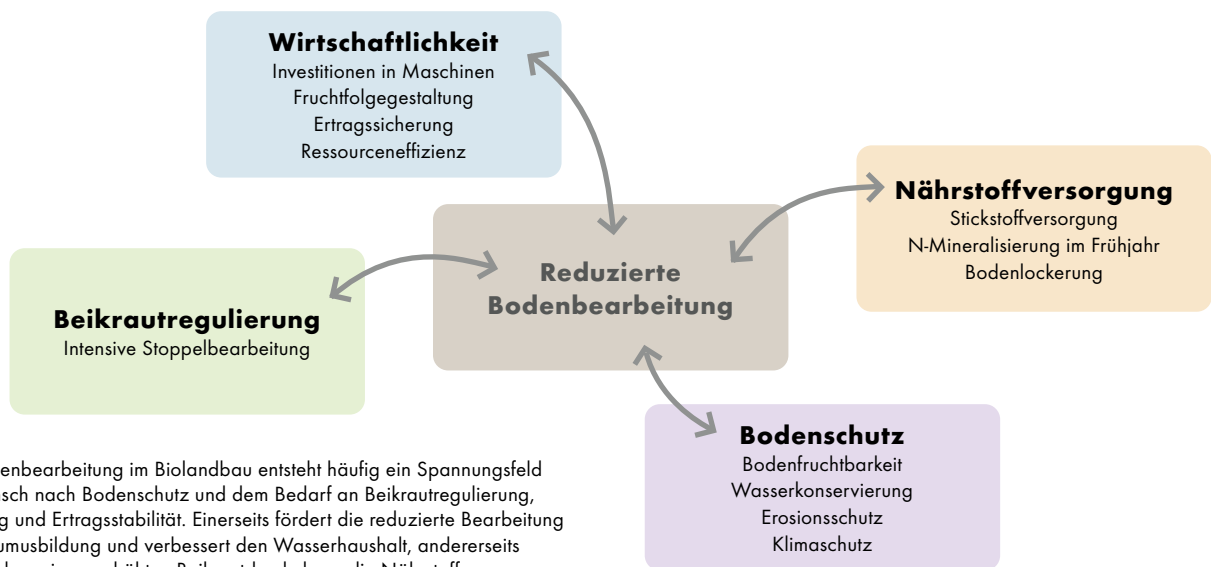 Wirtschaftlichkeit
Investitionen in Maschinen
Fruchtfolgegestaltung
Ertragssicherung
Ressourceneffizienz
Nährstoffversorgung
Stickstoffversorgung
N-Mineralisierung im Frühjahr
Bodenlockerung
Reduzierte
Bodenbearbeitung
Beikrautregulierung
Intensive Stoppelbearbeitung
Bodenschutz
Bodenfruchtbarkeit
Wasserkonservierung
Erosionsschutz
Klimaschutz
enbearbeitung im Biolandbau entsteht häufig ein Spannungsfeld
nsch nach Bodenschutz und dem Bedarf an Beikrautregulierung,
g und Ertragsstabilität. Einerseits fördert die reduzierte Bearbeitung
umusbildung und verbessert den Wasserhaushalt, andererseits